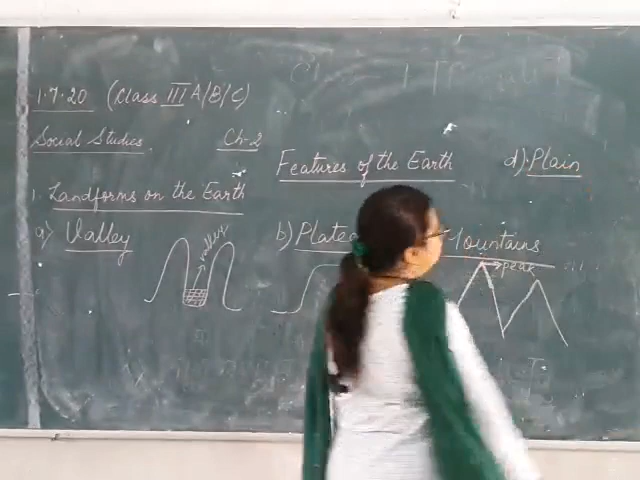 1.7.20 (Class III A/B/C)
Social Studies Ch-2
Features of the Earth
1. Landforms on the Earth
a) Valley
valley
b) Platea
Mountains
peak
d) Plain